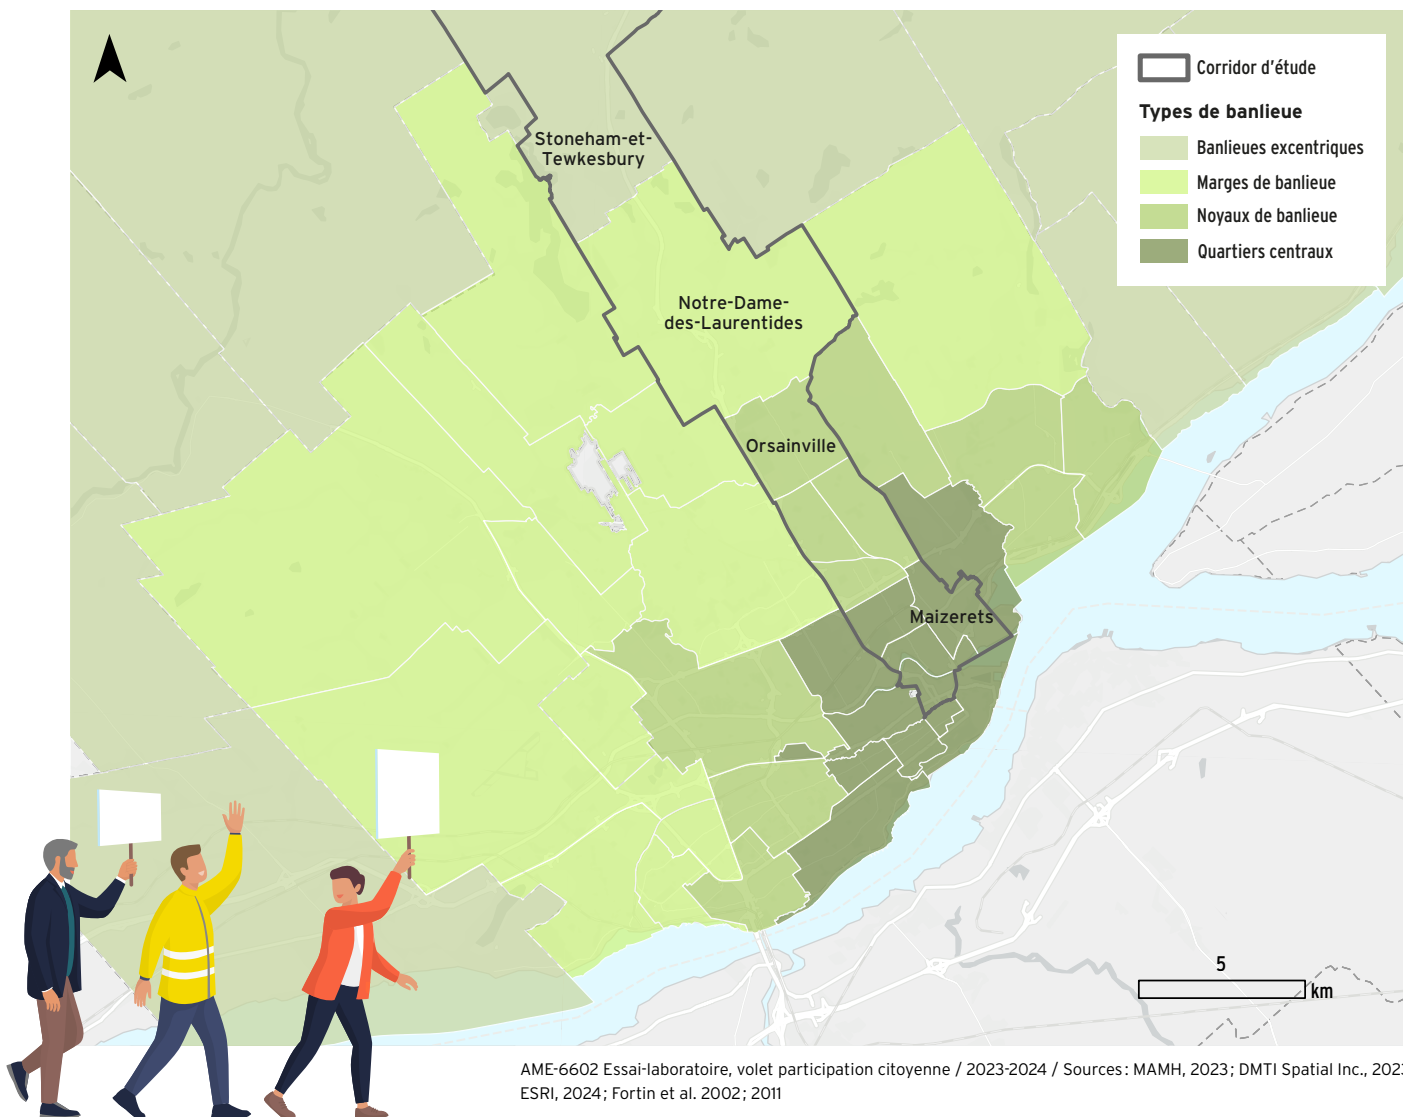 Corridor d'étude
Types de banlieue
Banlieues excentriques
Marges de banlieue
Noyaux de banlieue
Quartiers centraux
Stoneham-et-
Tewkesbury
Notre-Dame-
des-Laurentides
Orsainville
Maizerets
5
km
AME-6602 Essai-laboratoire, volet participation citoyenne / 2023-2024 / Sources : MAMH, 2023; DMTI Spatial Inc., 2023
ESRI, 2024; Fortin et al. 2002; 2011